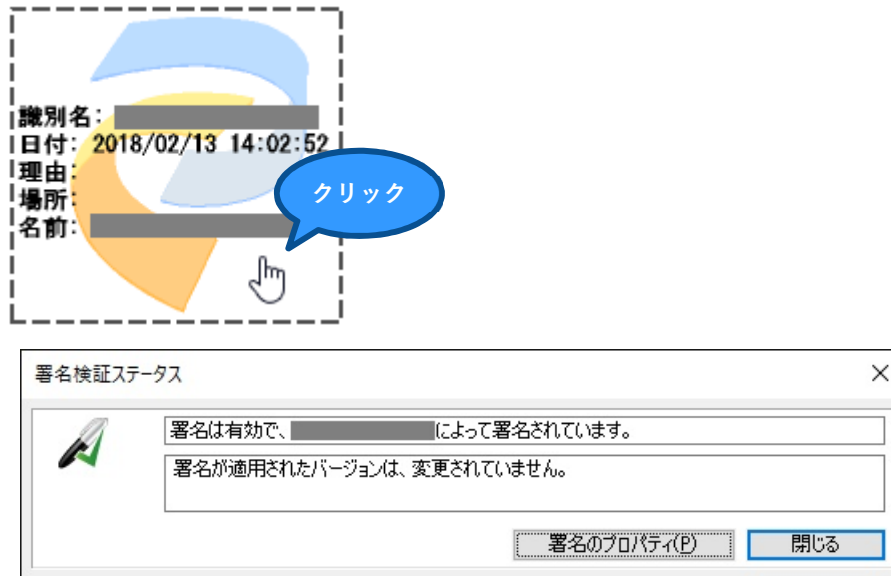 識別名:
日付: 2018/02/13 14:02:52
理由:
場所:
名前:
クリック
署名検証ステータス
署名は有効で、 によって署名されています。
署名が適用されたバージョンは、変更されていません。
署名のプロパティ(P) 閉じる